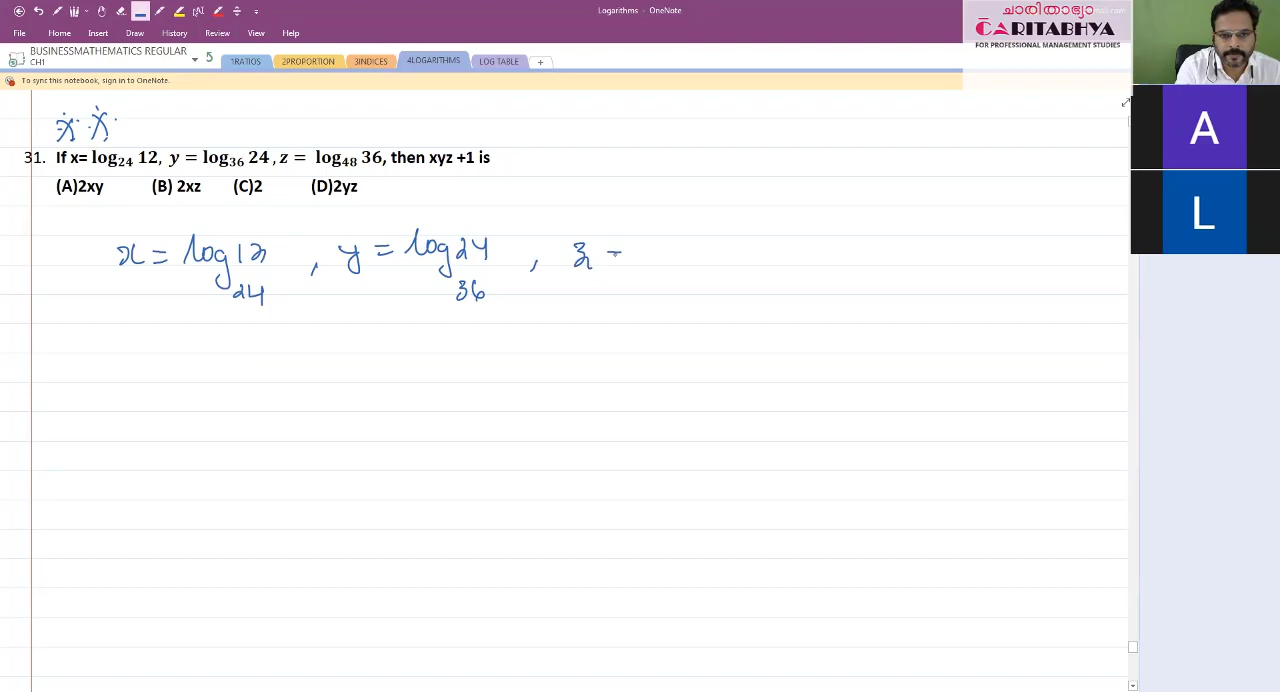 Logarithms - OneNote
ചാരിതാഭ്യാ
CARITABHYA
FOR PROFESSIONAL MANAGEMENT STUDIES
File Home Insert Draw History Review View Help
BUSINESSMATHEMATICS REGULAR
CH1
1RATIOS 2PROPORTION 3INDICES 4LOGARITHMS LOG TABLE +
To sync this notebook, sign in to OneNote.
31. If x= log₂₄ 12, y = log₃₆ 24 , z = log₄₈ 36, then xyz +1 is
(A)2xy (B) 2xz (C)2 (D)2yz
x = log₂₄ 12 , y = log₃₆ 24 , z =
A
L